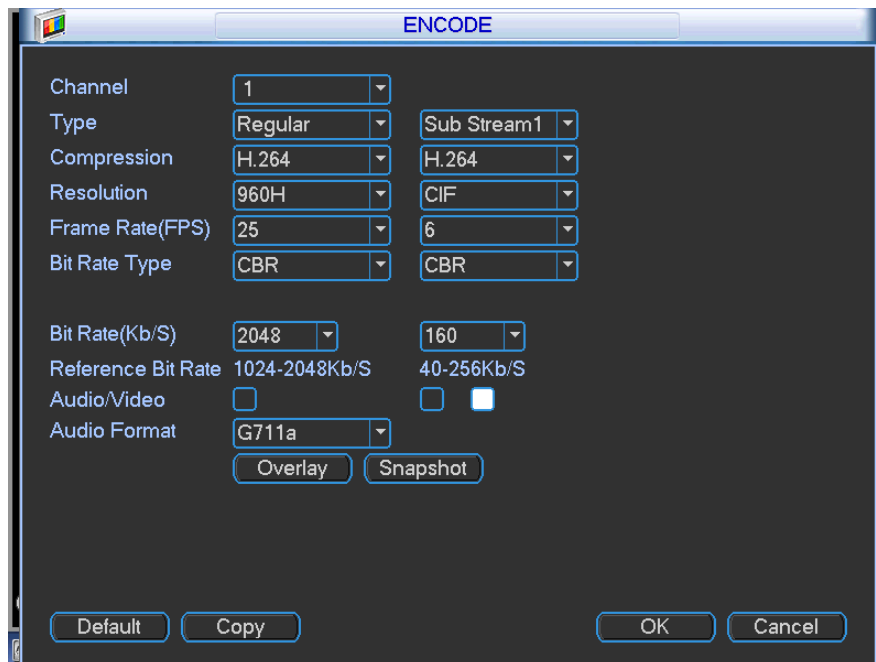 ENCODE
Channel 1
Type Regular Sub Stream1
Compression H.264 H.264
Resolution 960H CIF
Frame Rate(FPS) 25 6
Bit Rate Type CBR CBR
Bit Rate(Kb/S) 2048 160
Reference Bit Rate 1024-2048Kb/S 40-256Kb/S
Audio/Video
Audio Format G711a
Overlay Snapshot
Default Copy OK Cancel